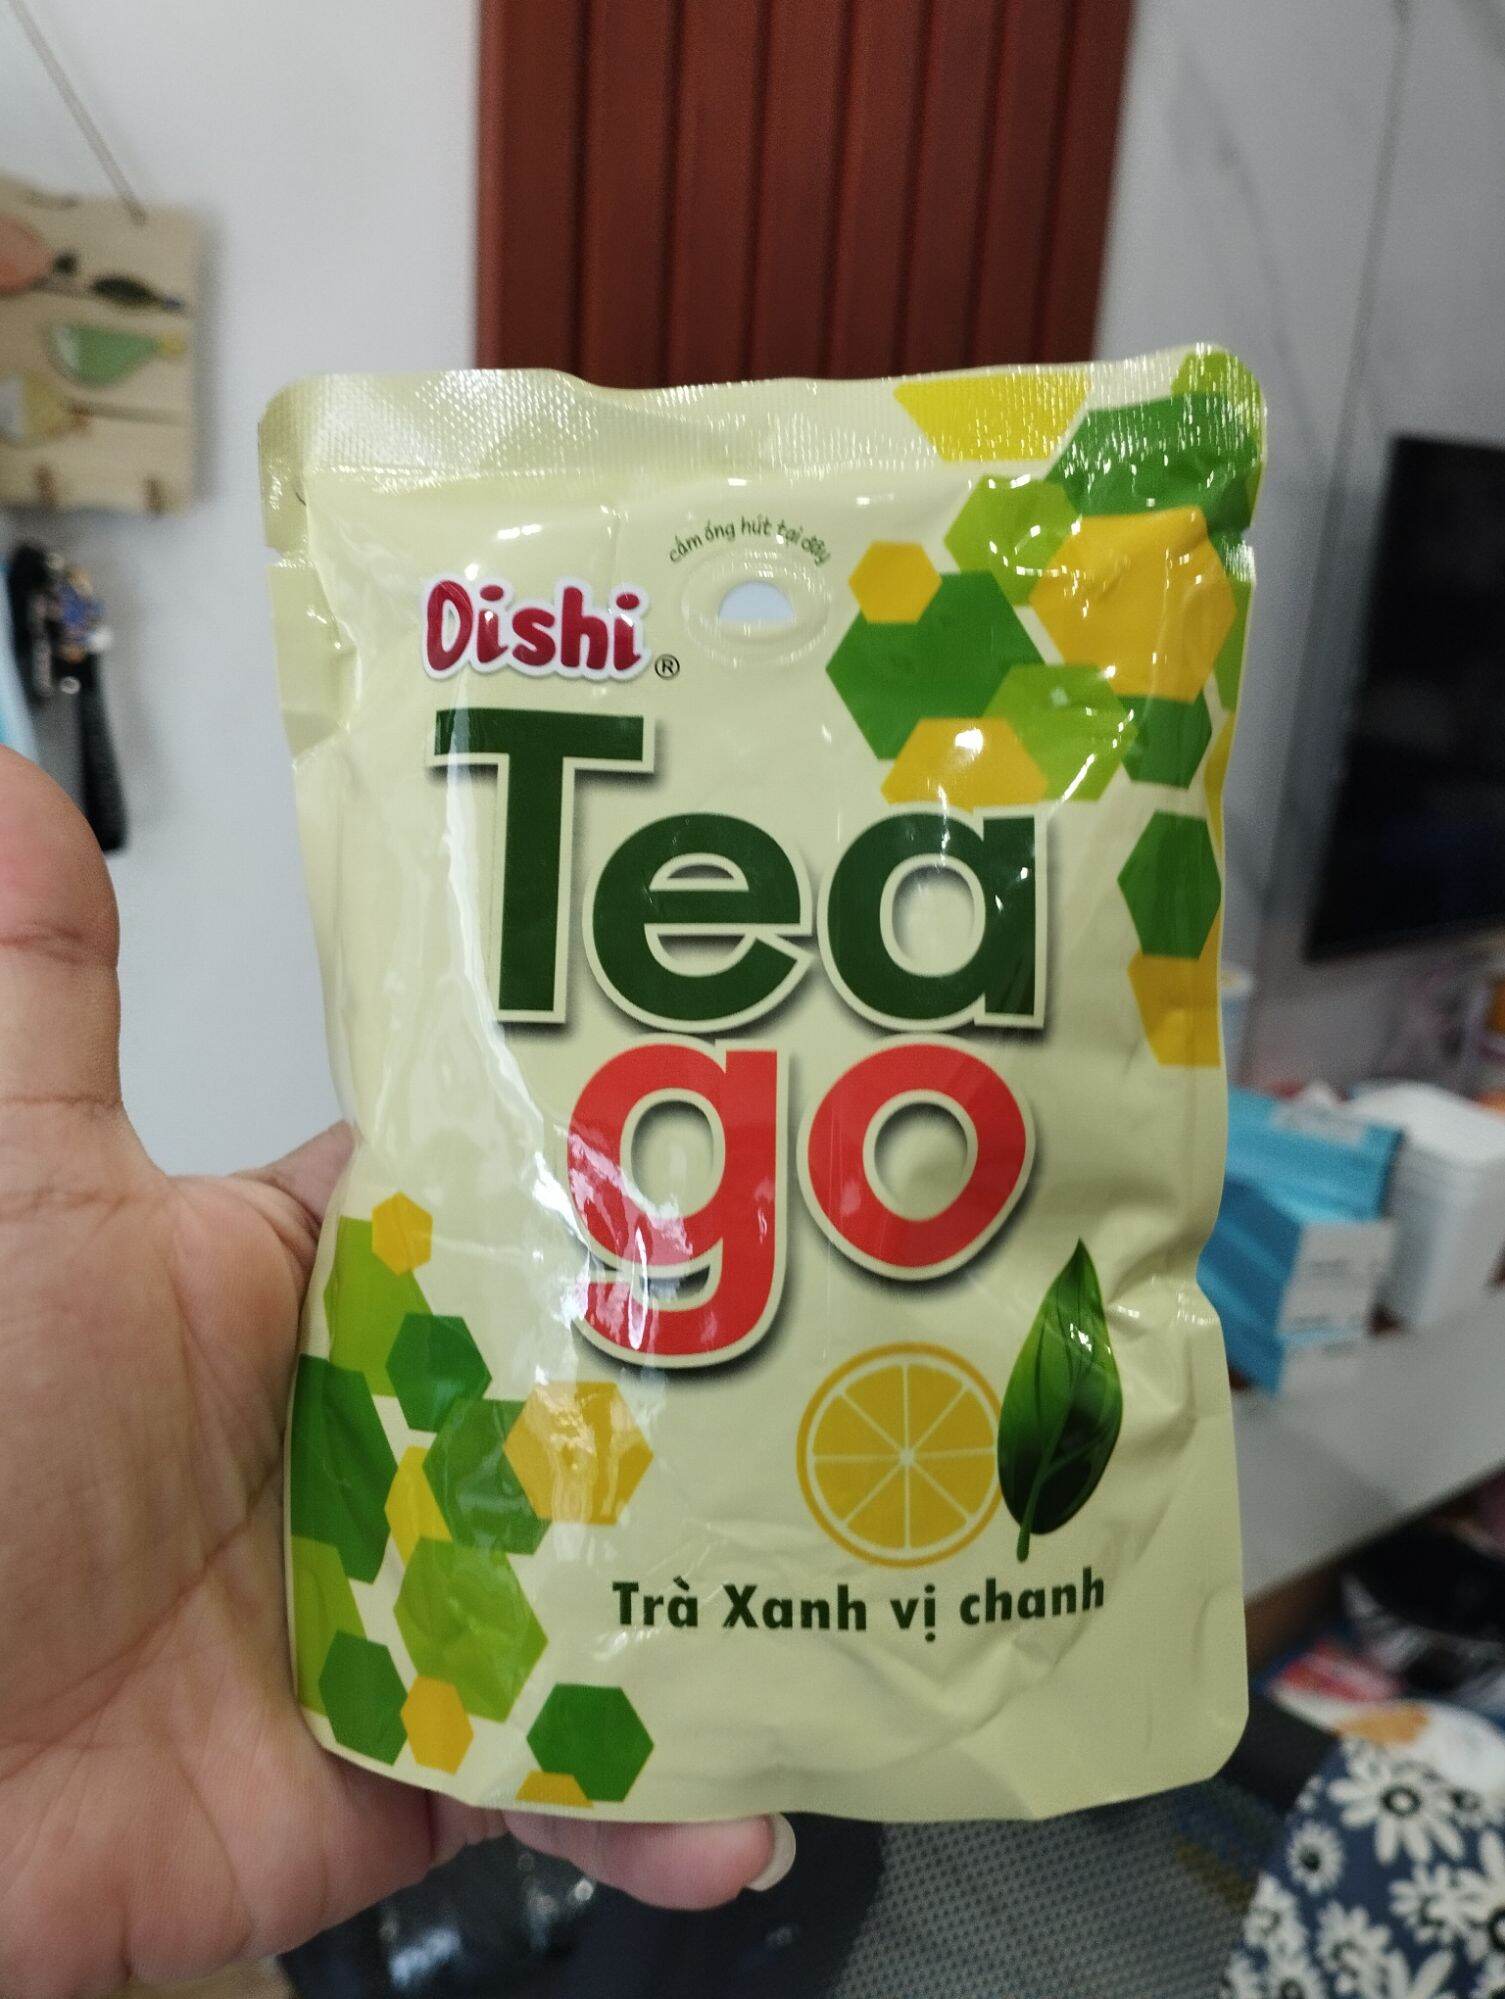 cắm ống hút tại đây
Oishi ®
Tea
go
Trà Xanh vị chanh